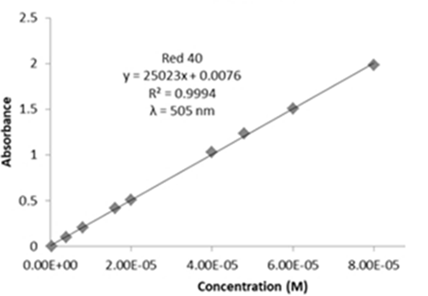 2.5
2
1.5
1
0.5
0
Absorbance
Red 40
y = 25023x + 0.0076
R² = 0.9994
λ = 505 nm
0.00E+00 2.00E-05 4.00E-05 6.00E-05 8.00E-05
Concentration (M)